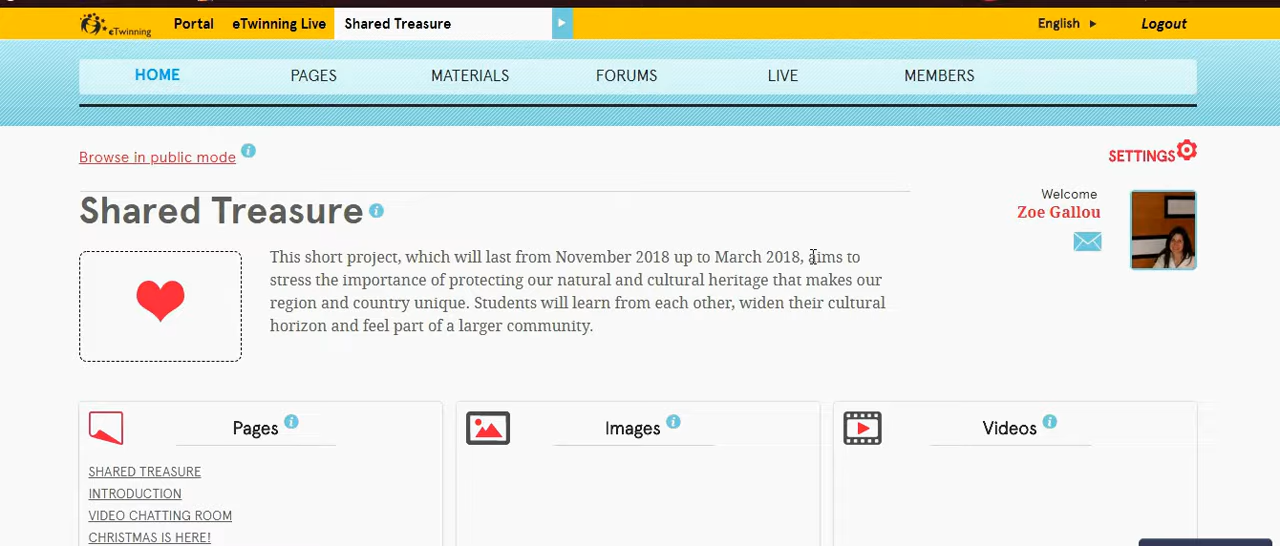 eTwinning Portal eTwinning Live Shared Treasure English Logout
HOME PAGES MATERIALS FORUMS LIVE MEMBERS
Browse in public mode
SETTINGS
Welcome
Zoe Gallou
Shared Treasure
This short project, which will last from November 2018 up to March 2018, aims to
stress the importance of protecting our natural and cultural heritage that makes our
region and country unique. Students will learn from each other, widen their cultural
horizon and feel part of a larger community.
Pages Images Videos
SHARED TREASURE
INTRODUCTION
VIDEO CHATTING ROOM
CHRISTMAS IS HERE!